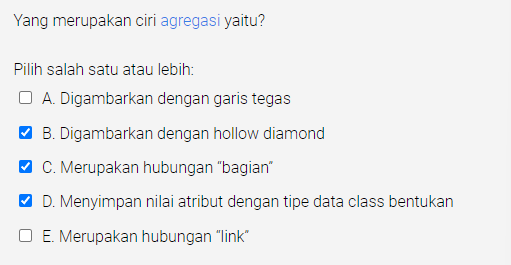 Yang merupakan ciri agregasi yaitu?
Pilih salah satu atau lebih:
A. Digambarkan dengan garis tegas
B. Digambarkan dengan hollow diamond
C. Merupakan hubungan “bagian”
D. Menyimpan nilai atribut dengan tipe data class bentukan
E. Merupakan hubungan “link”